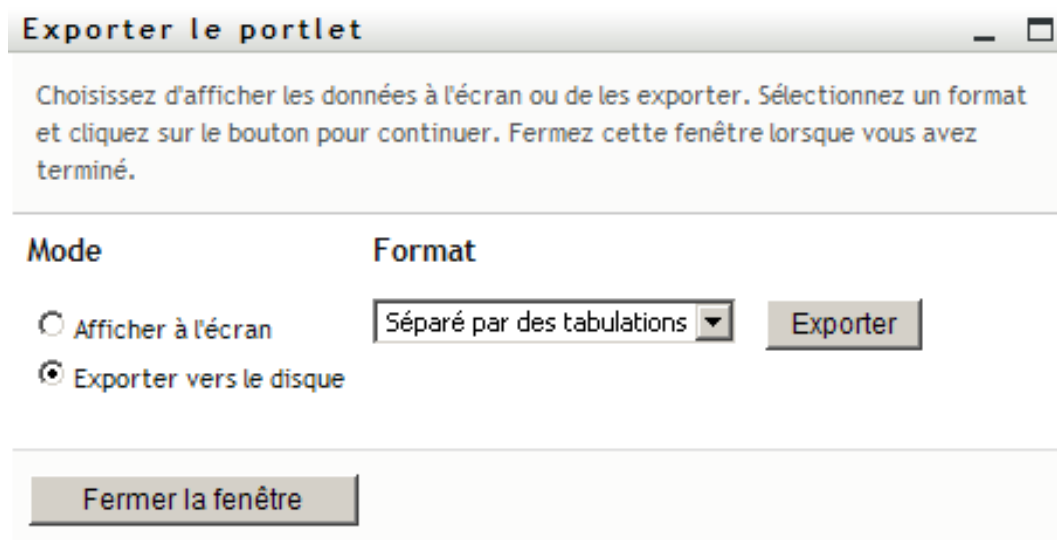 Exporter le portlet
Choisissez d'afficher les données à l'écran ou de les exporter. Sélectionnez un format
et cliquez sur le bouton pour continuer. Fermez cette fenêtre lorsque vous avez
terminé.
Mode Format
Afficher à l'écran Séparé par des tabulations Exporter
Exporter vers le disque
Fermer la fenêtre